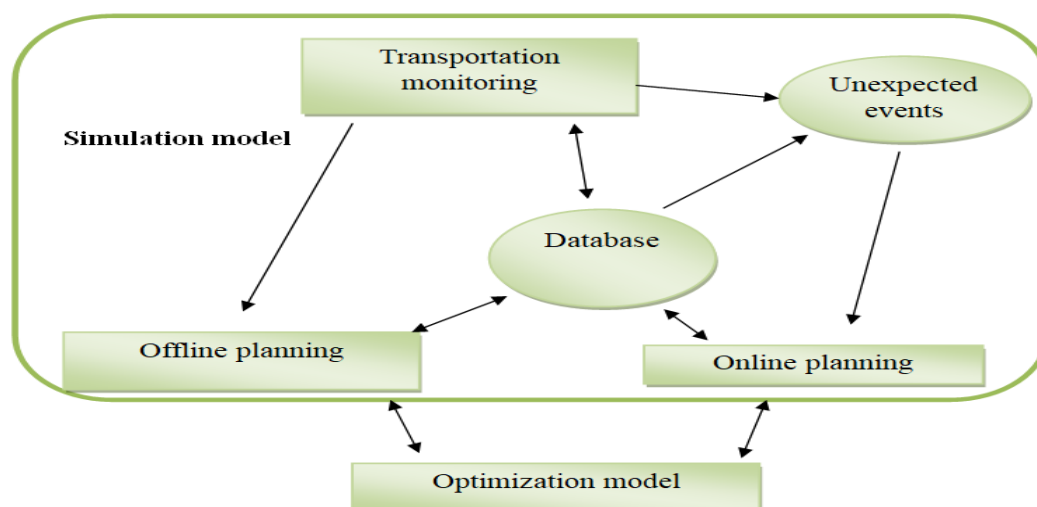 Transportation
monitoring
Unexpected
events
Simulation model
Database
Offline planning
Online planning
Optimization model